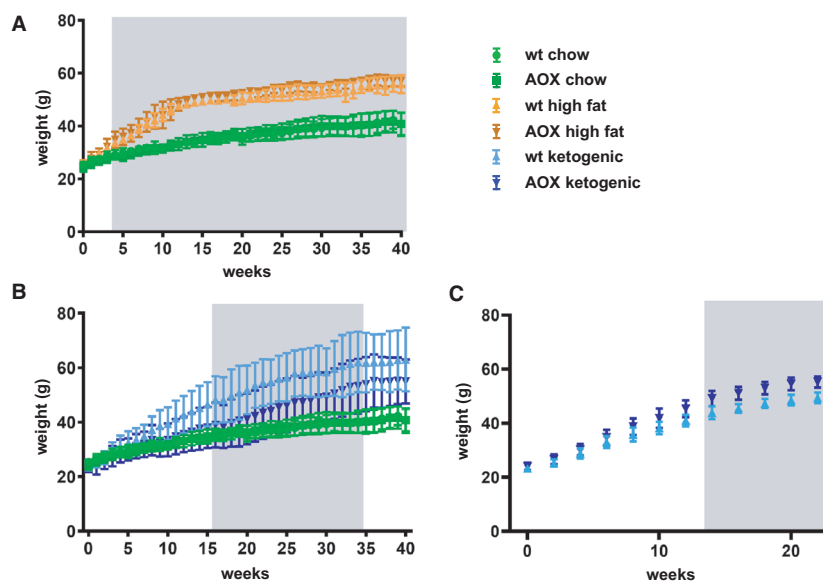 A
80
60
40
20
0
weight (g)
0 5 10 15 20 25 30 35 40
weeks
wt chow
AOX chow
wt high fat
AOX high fat
wt ketogenic
AOX ketogenic
B
80
60
40
20
0
weight (g)
0 5 10 15 20 25 30 35 40
weeks
C
80
60
40
20
0
weight (g)
0 10 20
weeks